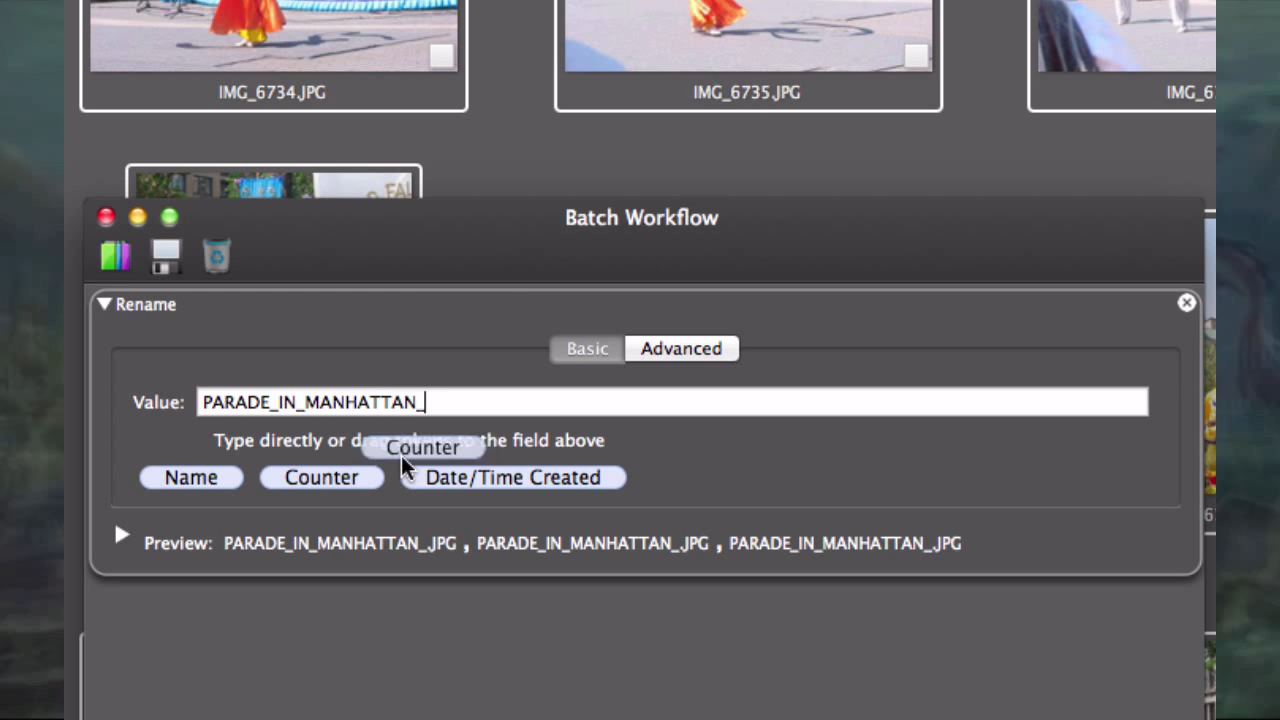 IMG_6734.JPG
IMG_6735.JPG
IMG_6
FAL
Batch Workflow
Rename
Basic
Advanced
Value: PARADE_IN_MANHATTAN_
Type directly or dr the field above
Counter
Name
Counter
Date/Time Created
Preview: PARADE_IN_MANHATTAN_.JPG , PARADE_IN_MANHATTAN_.JPG , PARADE_IN_MANHATTAN_.JPG